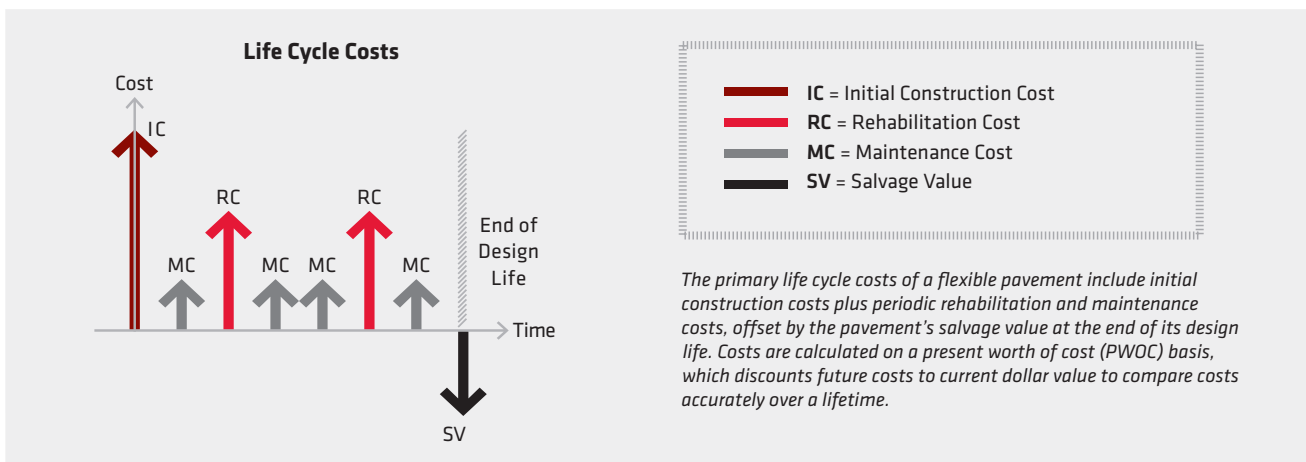 Life Cycle Costs
Cost
IC
RC
RC
MC
MC
MC
MC
End of
Design
Life
Time
SV
IC = Initial Construction Cost
RC = Rehabilitation Cost
MC = Maintenance Cost
SV = Salvage Value
The primary life cycle costs of a flexible pavement include initial
construction costs plus periodic rehabilitation and maintenance
costs, offset by the pavement's salvage value at the end of its design
life. Costs are calculated on a present worth of cost (PWOC) basis,
which discounts future costs to current dollar value to compare costs
accurately over a lifetime.